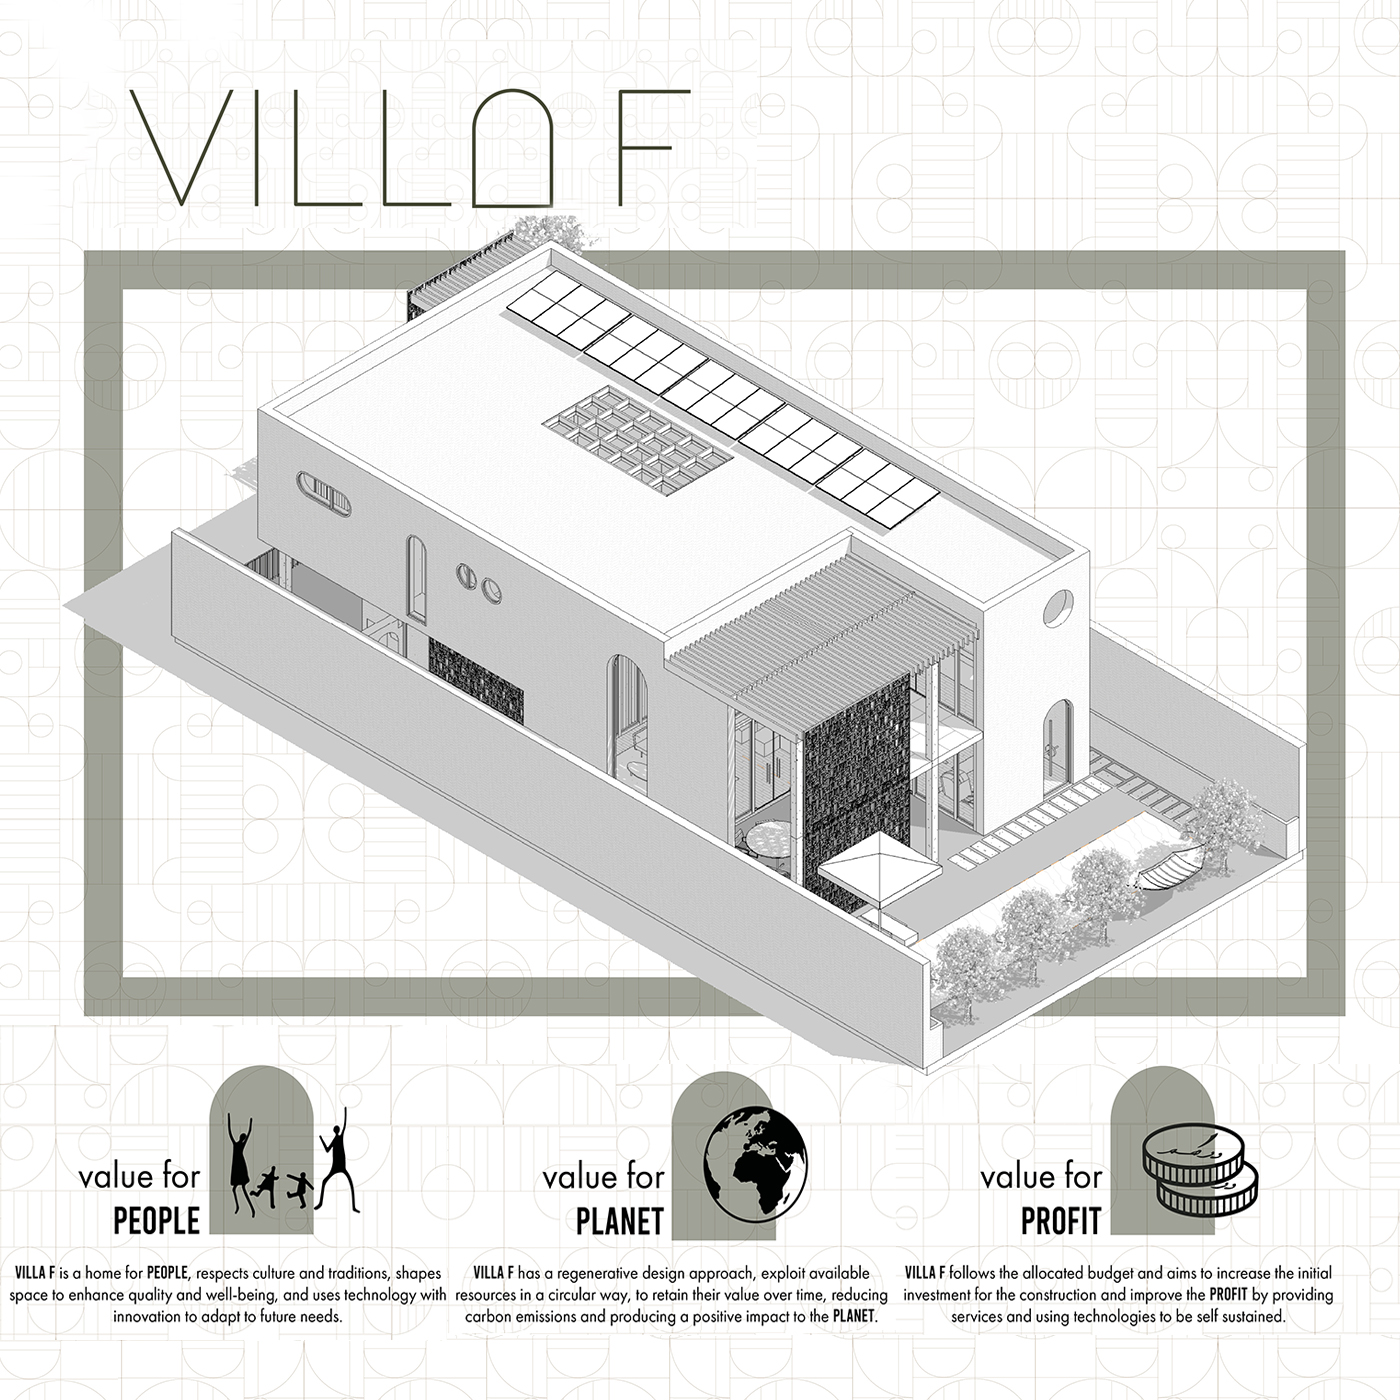 VILLA F
value for
PEOPLE
VILLA F is a home for PEOPLE, respects culture and traditions, shapes
space to enhance quality and well-being, and uses technology with
innovation to adapt to future needs.
value for
PLANET
VILLA F has a regenerative design approach, exploit available
resources in a circular way, to retain their value over time, reducing
carbon emissions and producing a positive impact to the PLANET.
value for
PROFIT
VILLA F follows the allocated budget and aims to increase the initial
investment for the construction and improve the PROFIT by providing
services and using technologies to be self sustained.